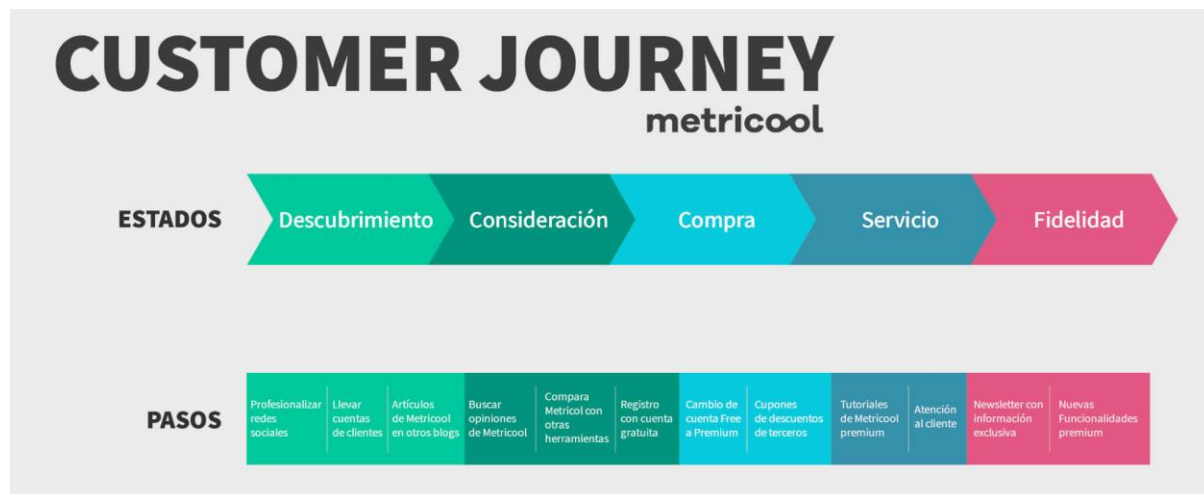 CUSTOMER JOURNEY
metricool
ESTADOS
Descubrimiento
Consideración
Compra
Servicio
Fidelidad
PASOS
Profesionalizar
redes
sociales
Llevar
cuentas
de clientes
Artículos
de Metricool
en otros blogs
Buscar
opiniones
de Metricool
Compara
Metricol con
otras
herramientas
Registro
con cuenta
gratuita
Cambio de
cuenta Free
a Premium
Cupones
de descuentos
de terceros
Tutoriales
de Metricool
premium
Atención
al cliente
Newsletter con
información
exclusiva
Nuevas
Funcionalidades
premium